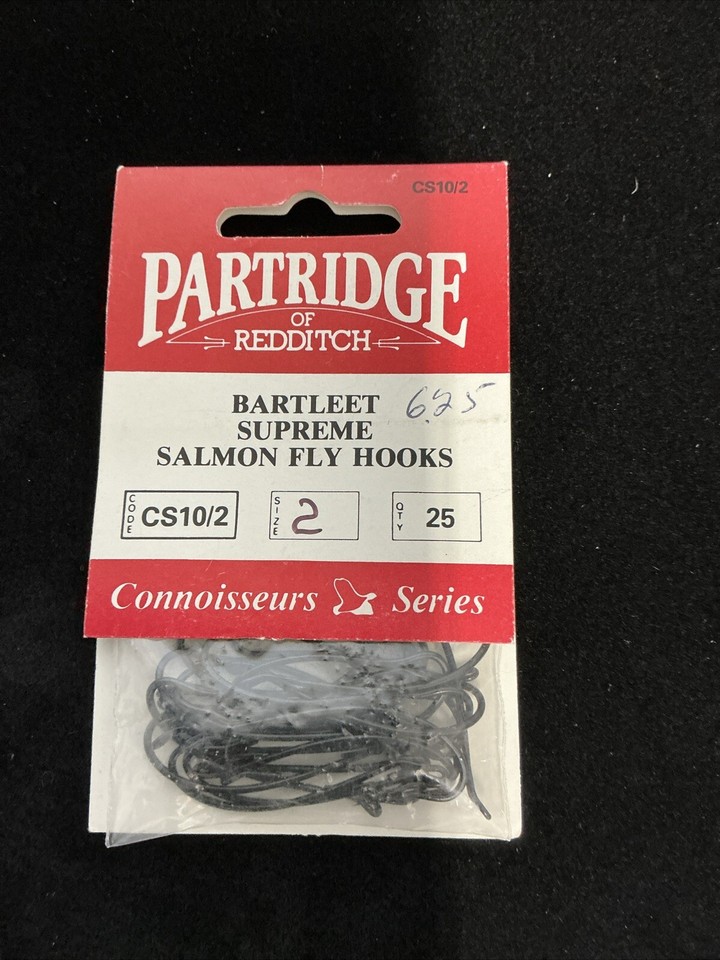 CS10/2
PARTRIDGE
OF
REDDITCH
BARTLEET 6.25
SUPREME
SALMON FLY HOOKS
CODE CS10/2 SIZE 2 QTY 25
Connoisseurs Series